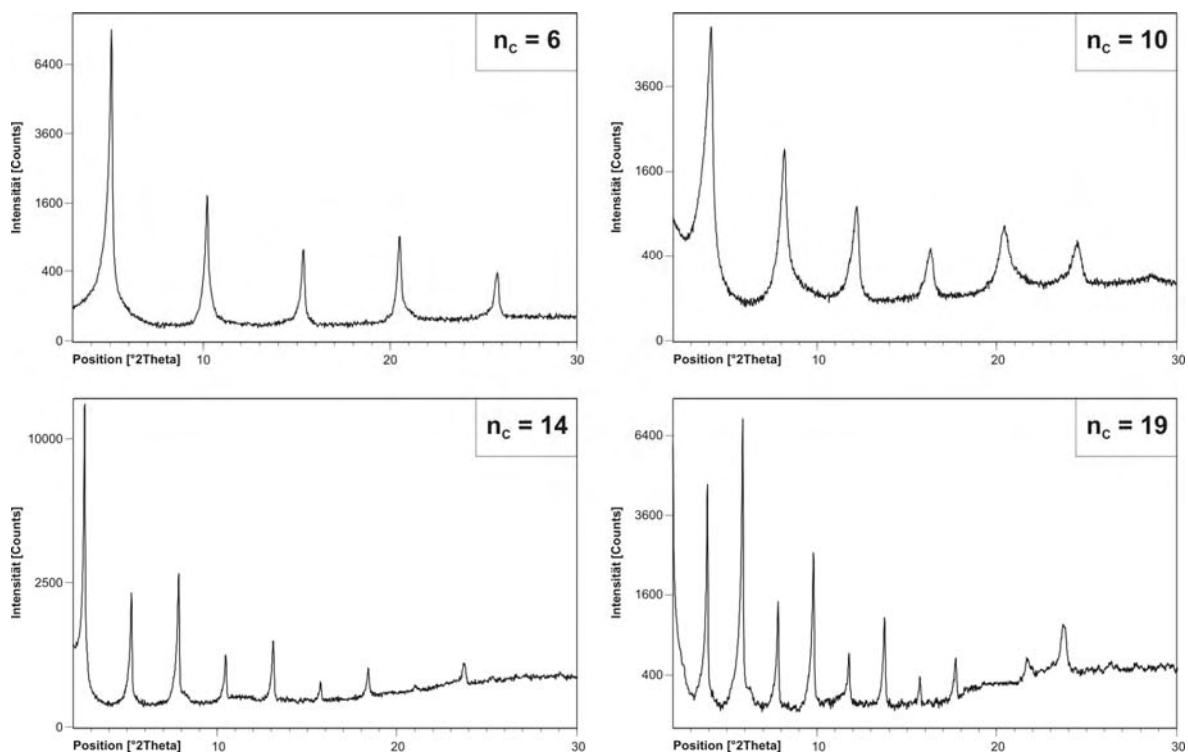 n_c = 6
Intensität [Counts]
6400
3600
1600
400
0
Position [°2Theta] 10 20 30
n_c = 10
Intensität [Counts]
3600
1600
400
0
Position [°2Theta] 10 20 30
n_c = 14
Intensität [Counts]
10000
2500
0
Position [°2Theta] 10 20 30
n_c = 19
Intensität [Counts]
6400
3600
1600
400
Position [°2Theta] 10 20 30